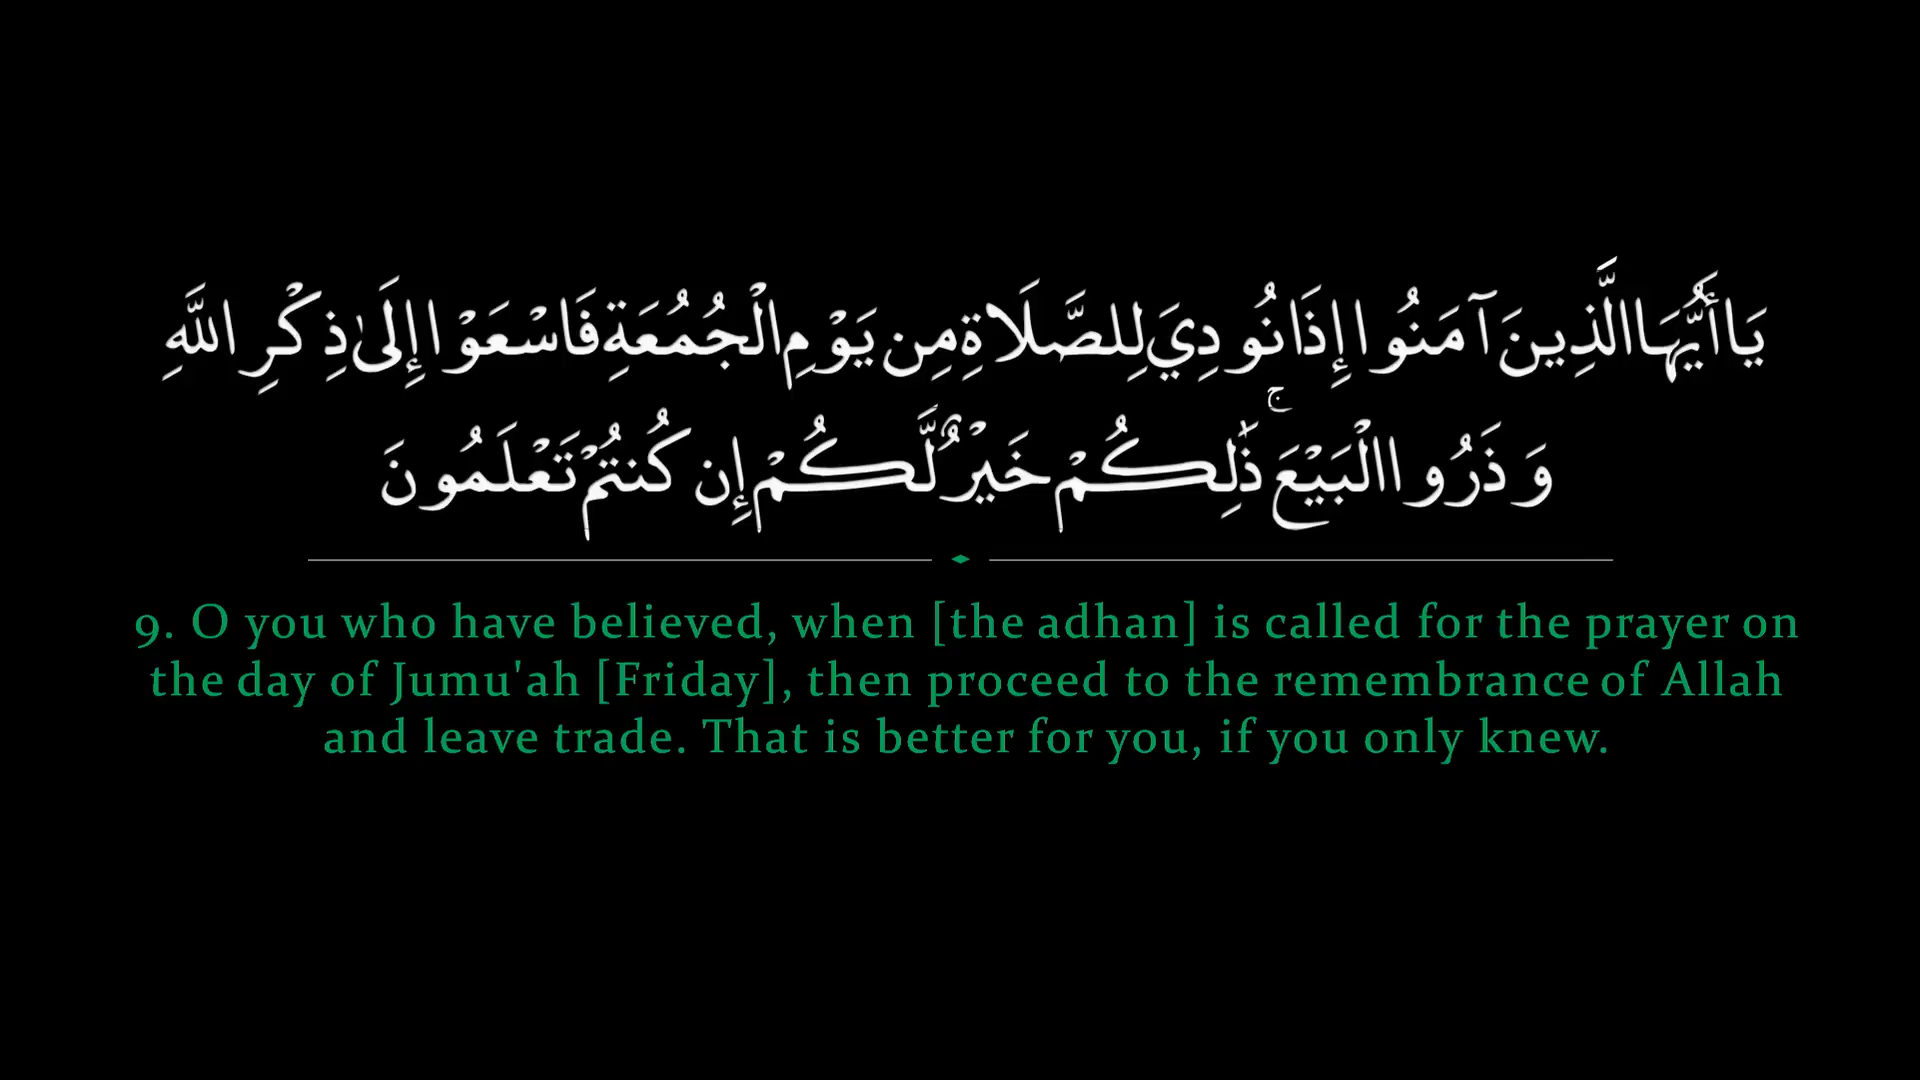 يَا أَيُّهَا الَّذِينَ آمَنُوا إِذَا نُودِيَ لِلصَّلَاةِ مِن يَوْمِ الْجُمُعَةِ فَاسْعَوْا إِلَىٰ ذِكْرِ اللَّهِ
وَذَرُوا الْبَيْعَ ۚ ذَٰلِكُمْ خَيْرٌ لَّكُمْ إِن كُنتُمْ تَعْلَمُونَ
9. O you who have believed, when [the adhan] is called for the prayer on
the day of Jumu'ah [Friday], then proceed to the remembrance of Allah
and leave trade. That is better for you, if you only knew.